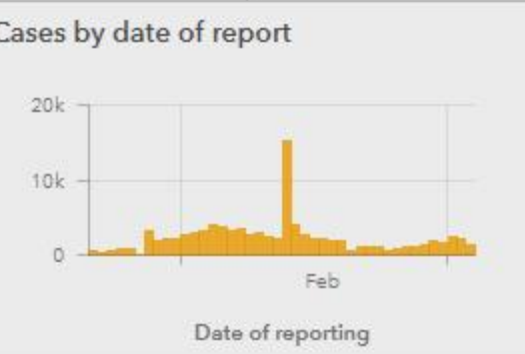 Cases by date of report
20k
10k
0
Feb
Date of reporting